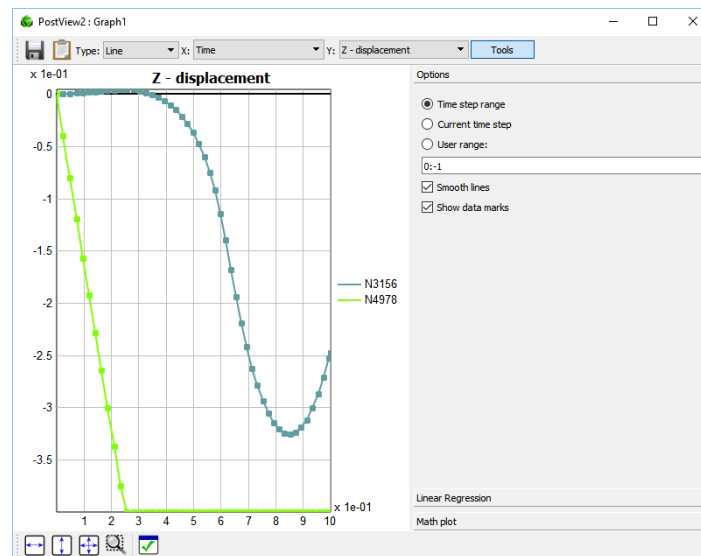 PostView2 : Graph1
Type: Line X: Time Y: Z - displacement Tools
x 1e-01 Z - displacement
0
-0.5
-1
-1.5
-2
-2.5
-3
-3.5
1 2 3 4 5 6 7 8 9 10
x 1e-01
N3156
N4978
Options
Time step range
Current time step
User range:
0:-1
Smooth lines
Show data marks
Linear Regression
Math plot